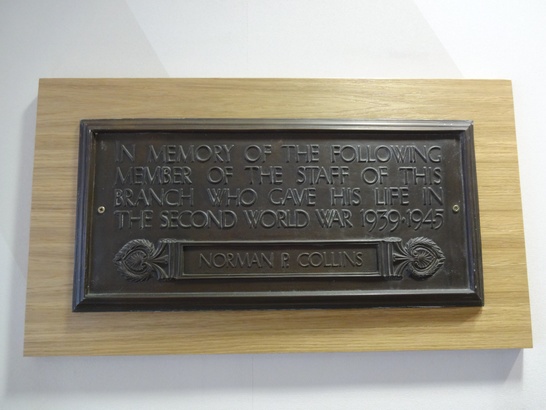 IN MEMORY OF THE FOLLOWING
MEMBER OF THE STAFF OF THIS
BRANCH WHO GAVE HIS LIFE IN
THE SECOND WORLD WAR 1939·1945
NORMAN P. COLLINS